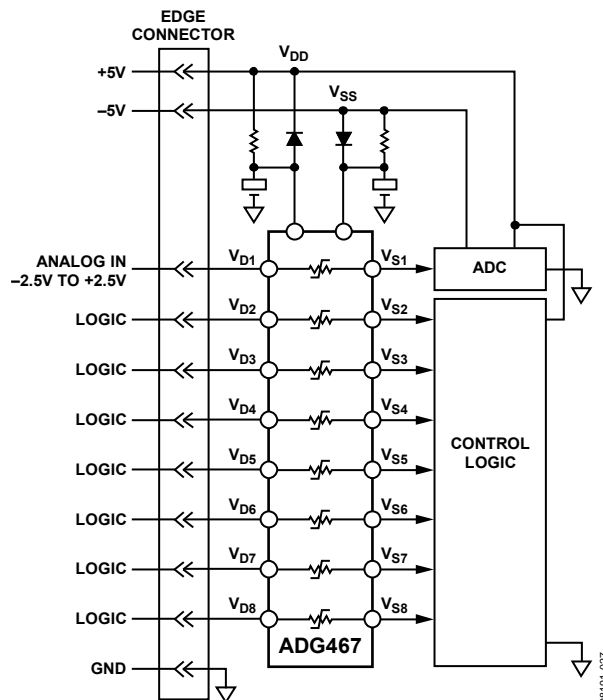 EDGE
CONNECTOR
VDD
+5V
VSS
–5V
ANALOG IN
–2.5V TO +2.5V
VD1
VS1
ADC
LOGIC
VD2
VS2
LOGIC
VD3
VS3
LOGIC
VD4
VS4
CONTROL
LOGIC
LOGIC
VD5
VS5
LOGIC
VD6
VS6
LOGIC
VD7
VS7
LOGIC
VD8
VS8
ADG467
GND